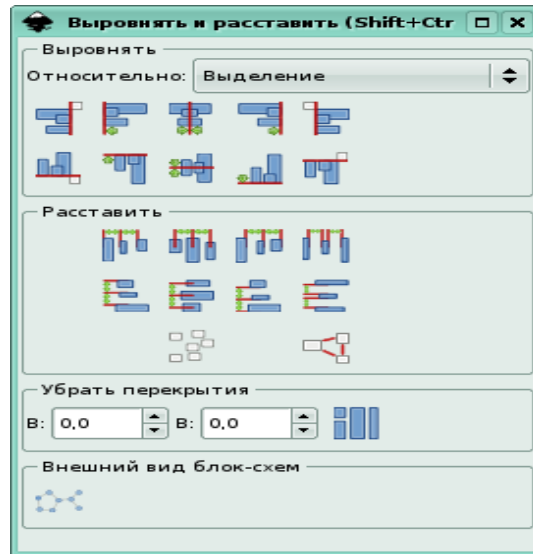 Выровнять и расставить (Shift+Ctr
Выровнять
Относительно: Выделение
Расставить
Убрать перекрытия
В: 0,0 В: 0,0
Внешний вид блок-схем